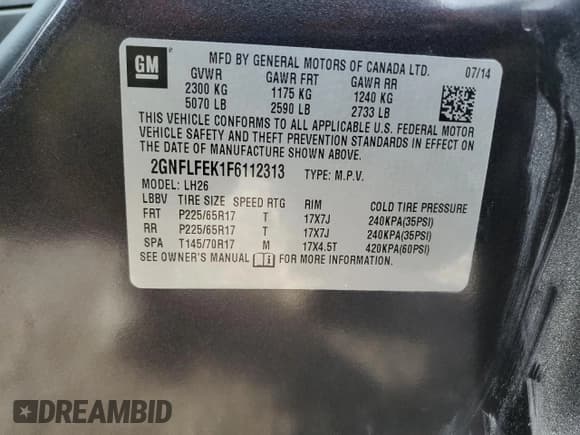 GM
MFD BY GENERAL MOTORS OF CANADA LTD. 07/14
GVWR GAWR FRT GAWR RR
2300 KG 1175 KG 1240 KG
5070 LB 2590 LB 2733 LB
THIS VEHICLE CONFORMS TO ALL APPLICABLE U.S. FEDERAL MOTOR
VEHICLE SAFETY AND THEFT PREVENTION STANDARDS IN EFFECT ON
THE DATE OF MANUFACTURE SHOWN ABOVE.
2GNFLFEK1F6112313 TYPE: M.P.V.
MODEL: LH26
LBBV TIRE SIZE SPEED RTG RIM COLD TIRE PRESSURE
FRT P225/65R17 T 17X7J 240KPA(35PSI)
RR P225/65R17 T 17X7J 240KPA(35PSI)
SPA T145/70R17 M 17X4.5T 420KPA(60PSI)
SEE OWNER'S MANUAL FOR MORE INFORMATION.
DREAMBID